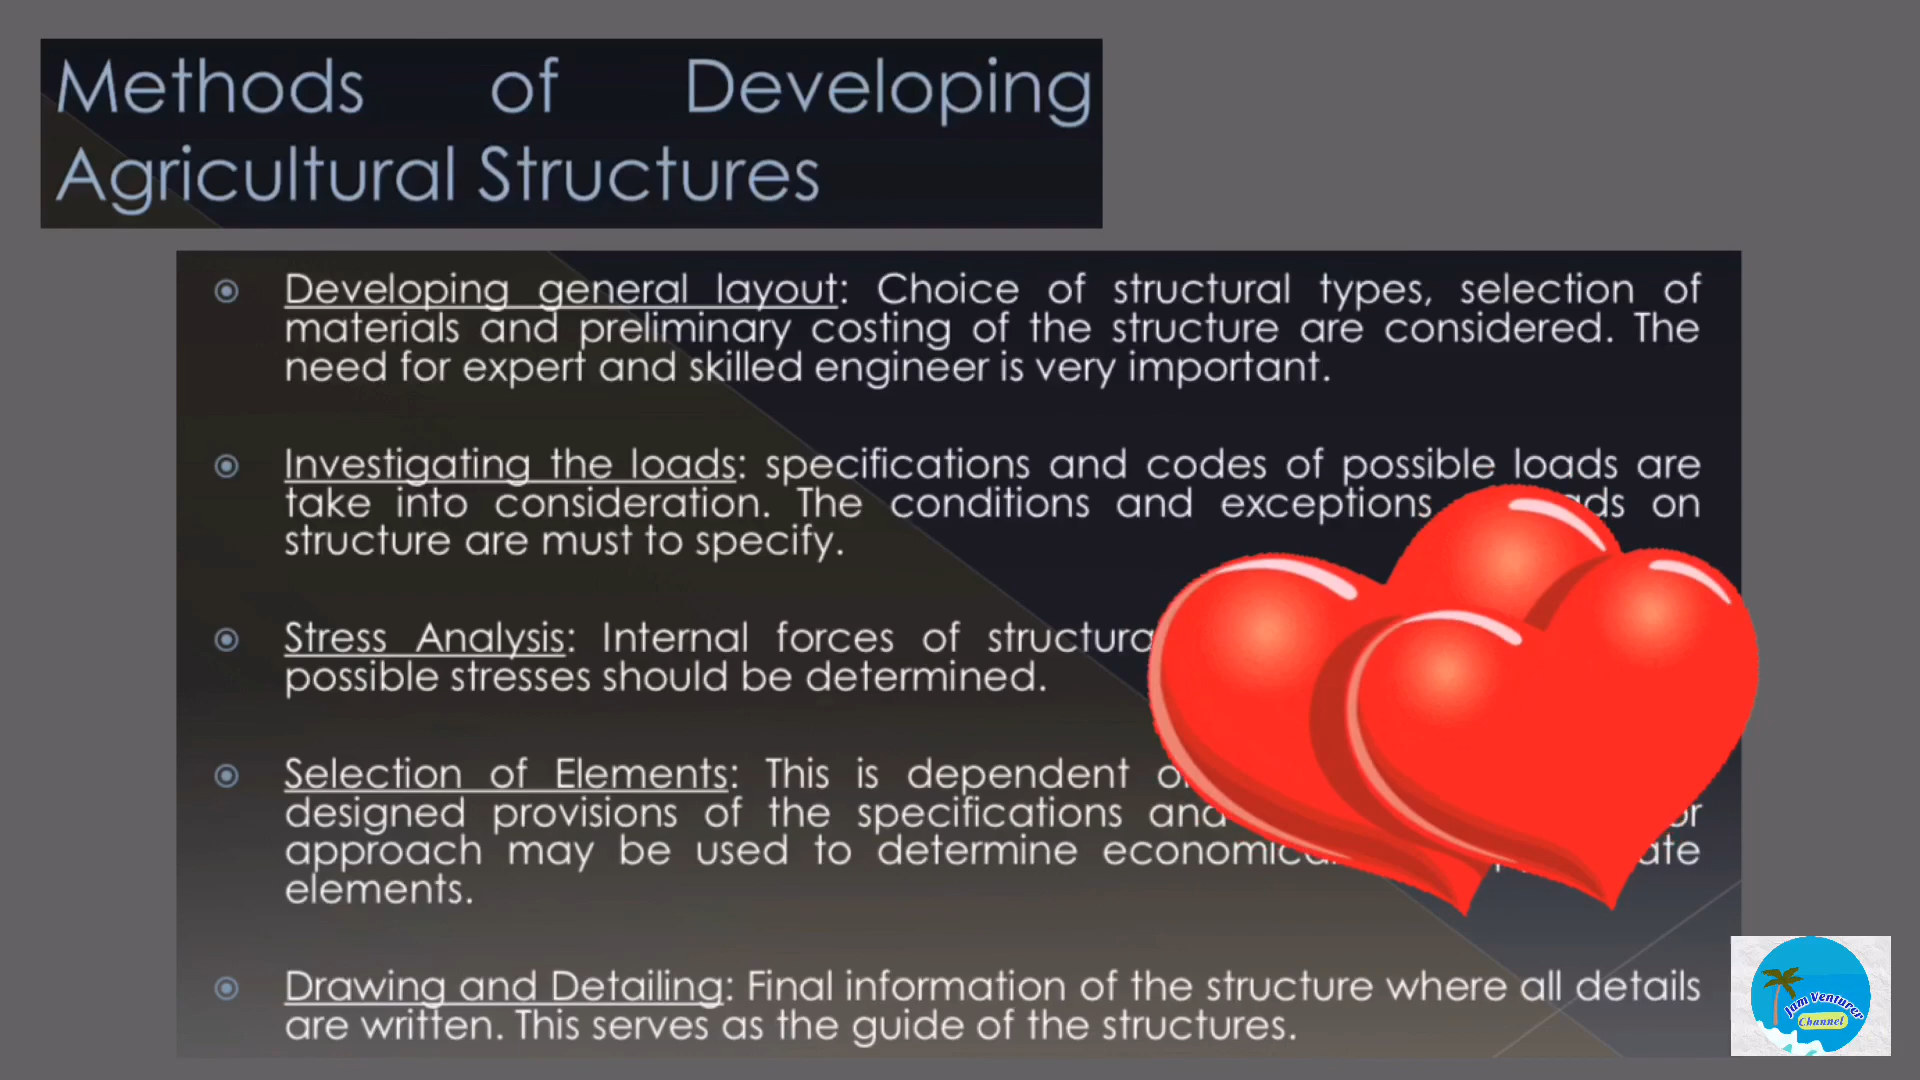 Methods of Developing
Agricultural Structures
Developing general layout: Choice of structural types, selection of
materials and preliminary costing of the structure are considered. The
need for expert and skilled engineer is very important.
Investigating the loads: specifications and codes of possible loads are
take into consideration. The conditions and exceptions on
structure are must to specify.
Stress Analysis: Internal forces of
possible stresses should be determined.
Selection of Elements: This is dependent
designed provisions of the specifications and
approach may be used to determine
elements.
Drawing and Detailing: Final information of the structure where all details
are written. This serves as the guide of the structures.
Jam Venturer
Channel